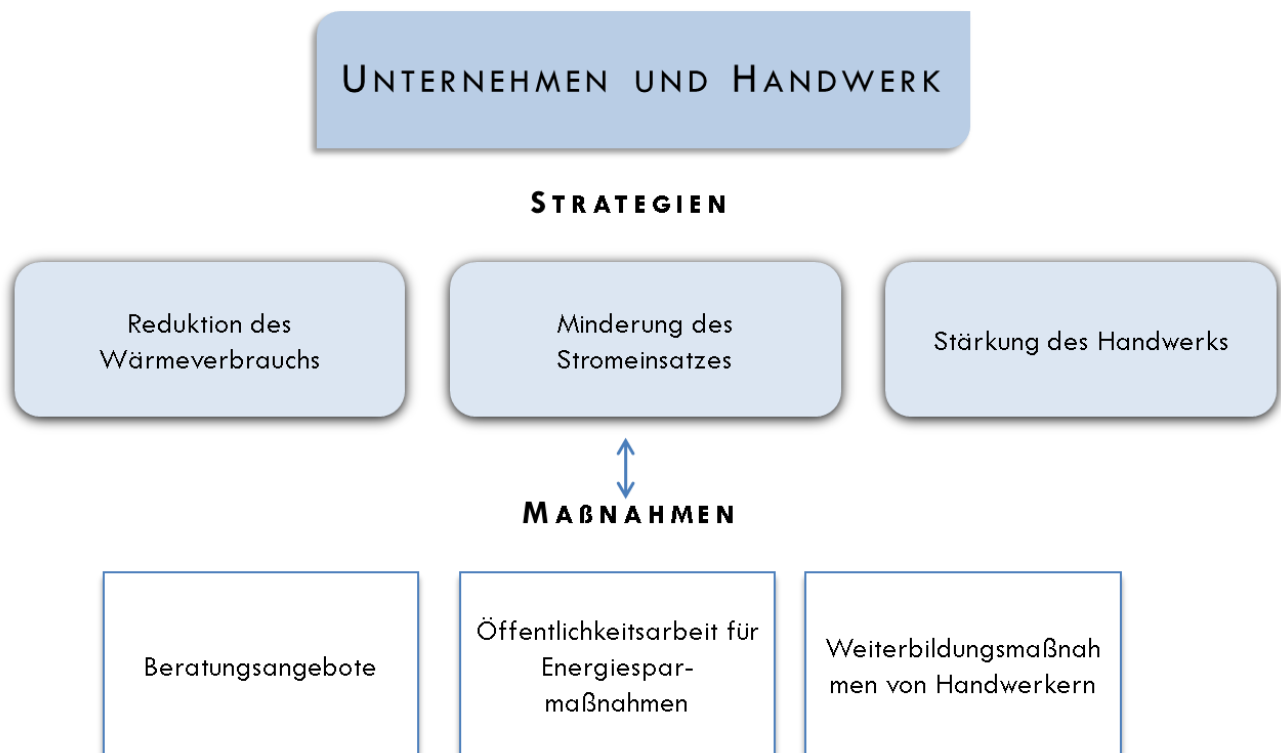 UNTERNEHMEN UND HANDWERK
STRATEGIEN
Reduktion des
Wärmeverbrauchs
Minderung des
Stromeinsatzes
Stärkung des Handwerks
MAßNAHMEN
Beratungsangebote
Öffentlichkeitsarbeit für
Energiespar-
maßnahmen
Weiterbildungsmaßnah
men von Handwerkern